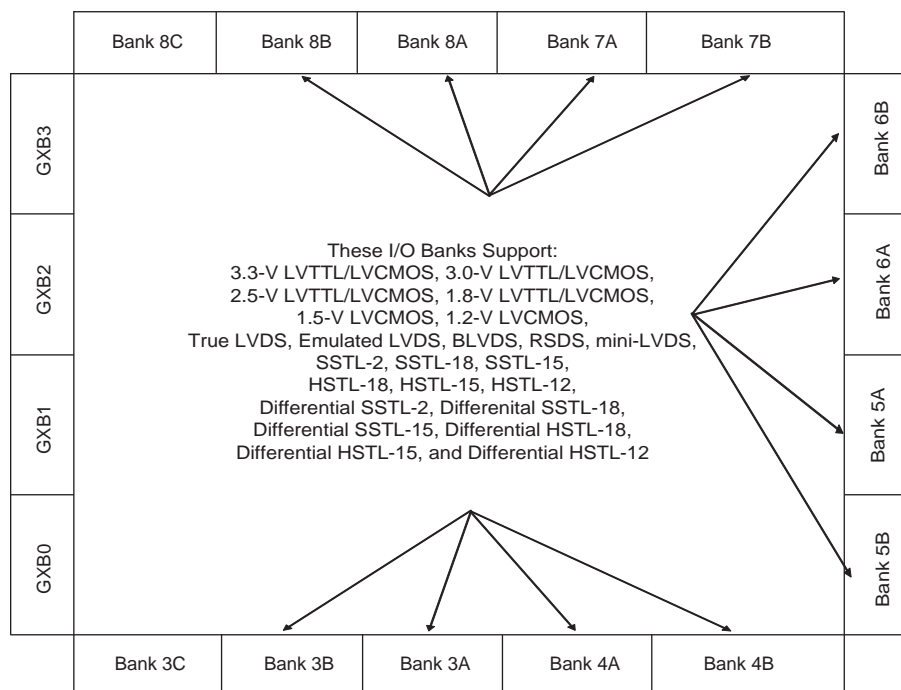 Bank 8C
Bank 8B
Bank 8A
Bank 7A
Bank 7B
GXB3
GXB2
GXB1
GXB0
These I/O Banks Support:
3.3-V LVTTL/LVCMOS, 3.0-V LVTTL/LVCMOS,
2.5-V LVTTL/LVCMOS, 1.8-V LVTTL/LVCMOS,
1.5-V LVCMOS, 1.2-V LVCMOS,
True LVDS, Emulated LVDS, BLVDS, RSDS, mini-LVDS,
SSTL-2, SSTL-18, SSTL-15,
HSTL-18, HSTL-15, HSTL-12,
Differential SSTL-2, Differenital SSTL-18,
Differential SSTL-15, Differential HSTL-18,
Differential HSTL-15, and Differential HSTL-12
Bank 6B
Bank 6A
Bank 5A
Bank 5B
Bank 3C
Bank 3B
Bank 3A
Bank 4A
Bank 4B